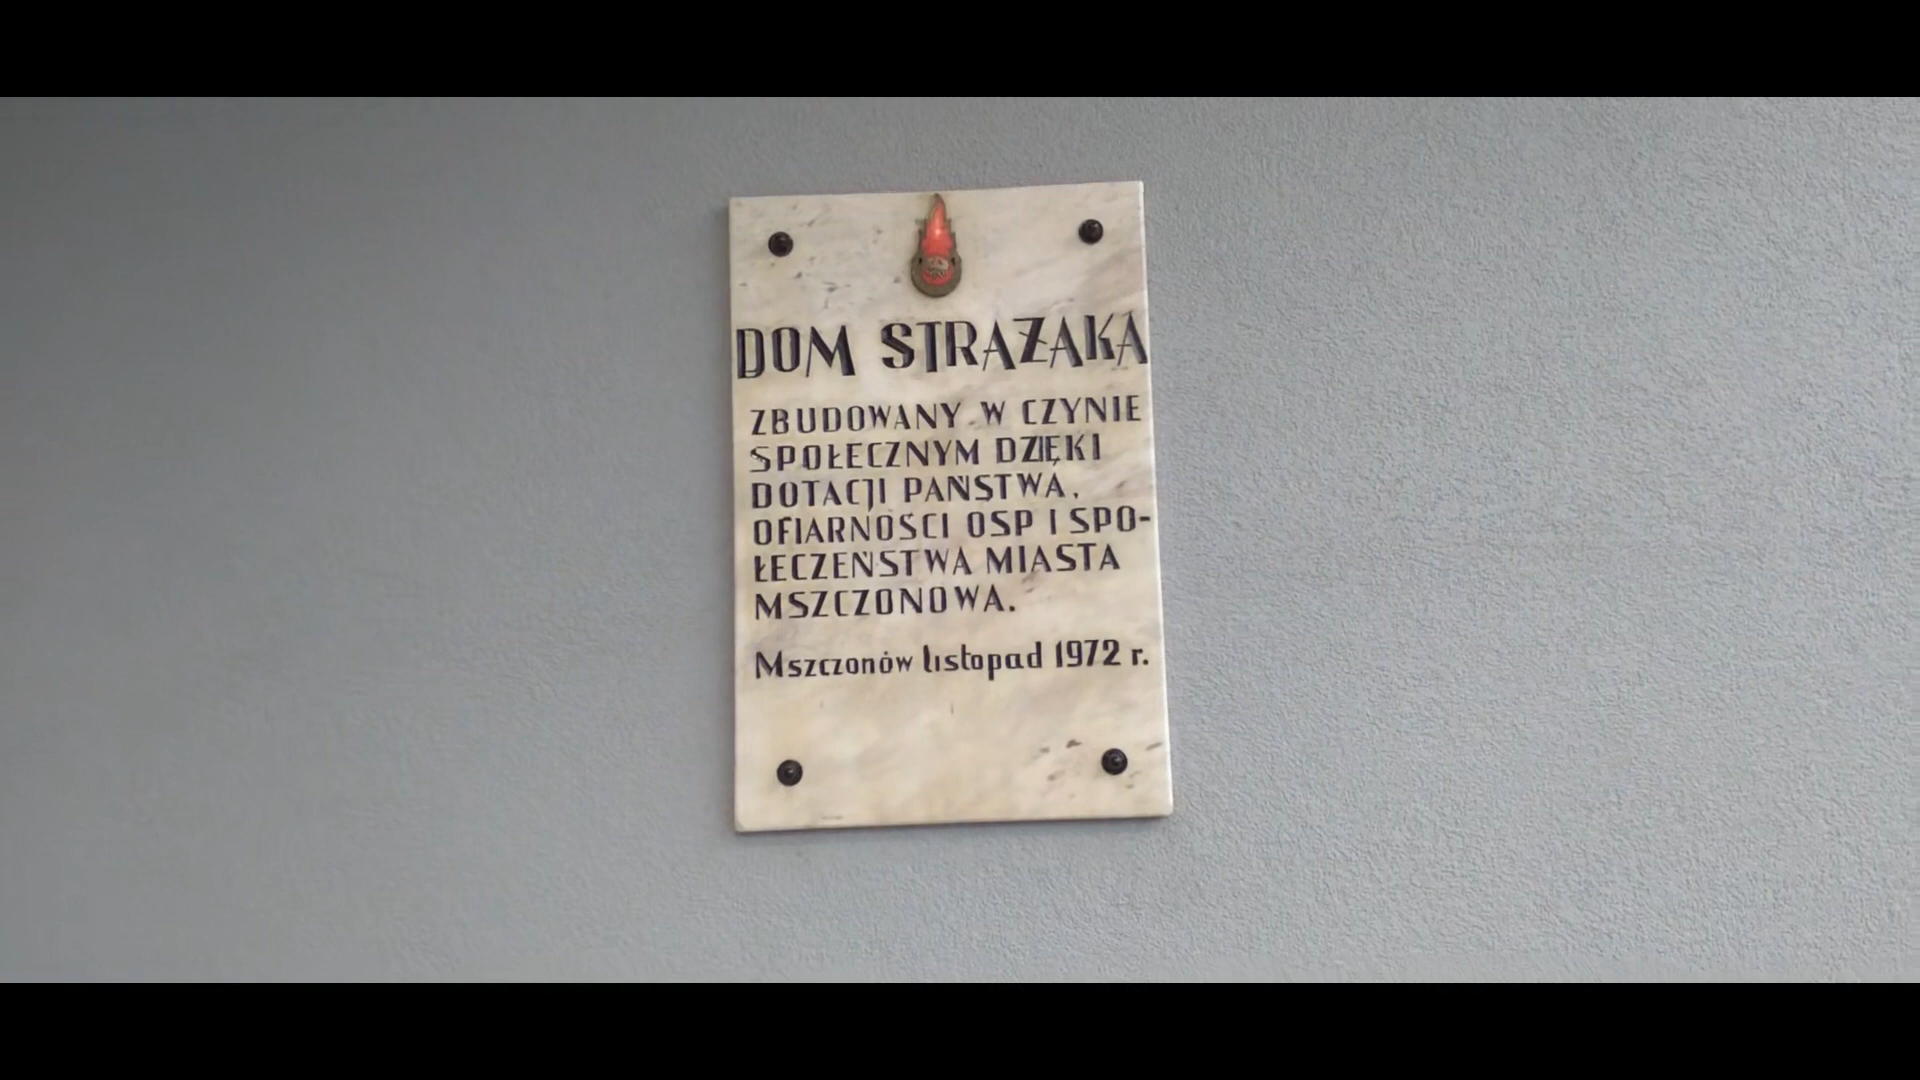 DOM STRAŻAKA
ZBUDOWANY W CZYNIE
SPOŁECZNYM DZIĘKI
DOTACJI PAŃSTWA,
OFIARNOŚCI OSP I SPO-
ŁECZEŃSTWA MIASTA
MSZCZONOWA.
Mszczonów listopad 1972 r.